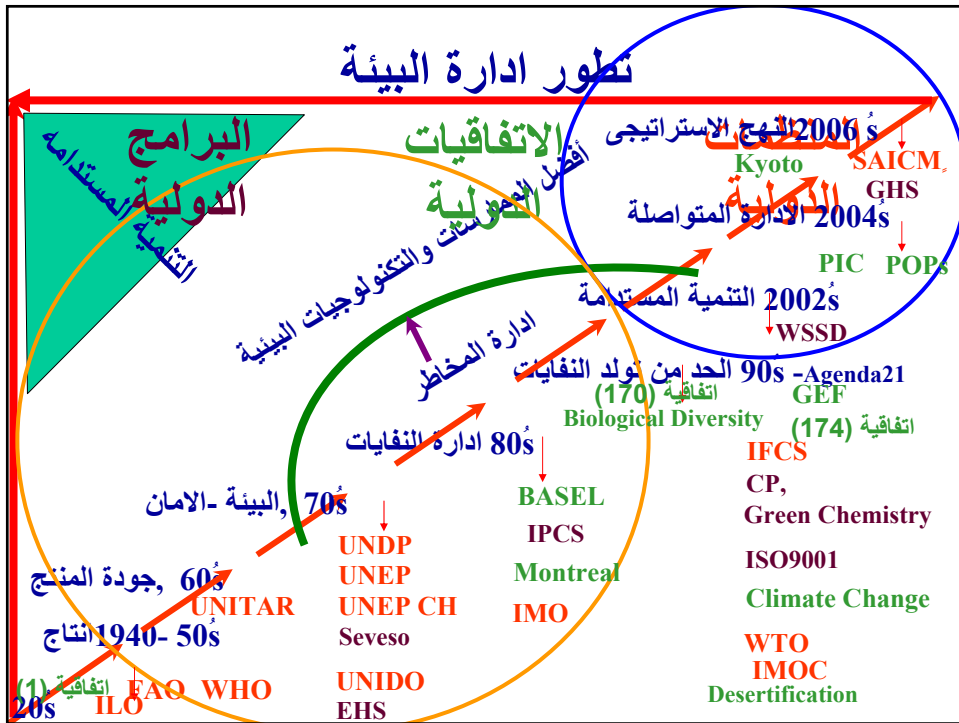 تطور ادارة البيئة
البرامج
الدولية
الاتفاقيات
الدولية
المنظمات
الدولية
التنمية المستدامه
أفضل الممارسات والتكنولوجيات البيئية
ادارة المخاطر
2006ُs النهج الاستراتيجى
Kyoto
SAICM
GHS
2004ُs الادارة المتواصلة
PIC
POPs
2002ُs التنمية المستدامة
WSSD
90ُs الحد من تولد النفايات -Agenda21
اتفاقية (170)
Biological Diversity
GEF
اتفاقية (174)
IFCS
CP,
Green Chemistry
ISO9001
Climate Change
WTO
IMOC
Desertification
80ُs ادارة النفايات
BASEL
IPCS
Montreal
IMO
70ُs ,البيئة -الامان
UNDP
UNEP
UNEP CH
Seveso
UNIDO
EHS
60ُs ,جودة المنتج
UNITAR
1940- 50ُs انتاج
اتفاقية (1)
ILO
FAO
WHO
20ُs